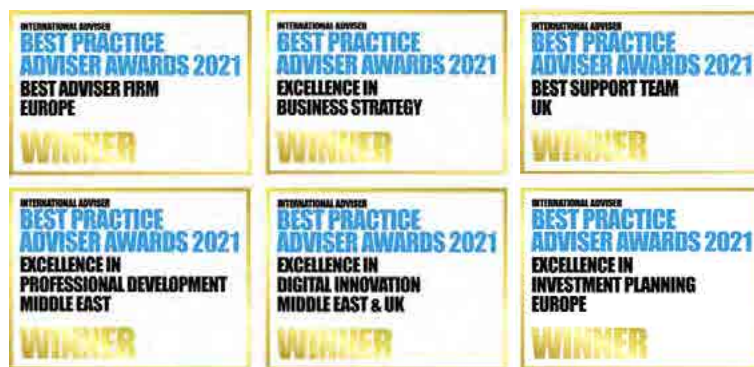 INTERNATIONAL ADVISER
BEST PRACTICE
ADVISER AWARDS 2021
BEST ADVISER FIRM
EUROPE
WINNER
INTERNATIONAL ADVISER
BEST PRACTICE
ADVISER AWARDS 2021
EXCELLENCE IN
BUSINESS STRATEGY
WINNER
INTERNATIONAL ADVISER
BEST PRACTICE
ADVISER AWARDS 2021
BEST SUPPORT TEAM
UK
WINNER
INTERNATIONAL ADVISER
BEST PRACTICE
ADVISER AWARDS 2021
EXCELLENCE IN
PROFESSIONAL DEVELOPMENT
MIDDLE EAST
WINNER
INTERNATIONAL ADVISER
BEST PRACTICE
ADVISER AWARDS 2021
EXCELLENCE IN
DIGITAL INNOVATION
MIDDLE EAST & UK
WINNER
INTERNATIONAL ADVISER
BEST PRACTICE
ADVISER AWARDS 2021
EXCELLENCE IN
INVESTMENT PLANNING
EUROPE
WINNER